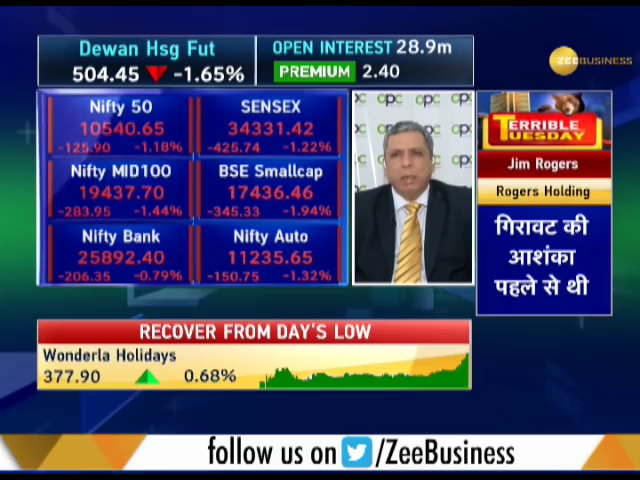 Dewan Hsg Fut
504.45 ▼ -1.65%
OPEN INTEREST 28.9m
PREMIUM 2.40
ZEEBUSINESS
Nifty 50
10540.65
-125.90 -1.18%
SENSEX
34331.42
-425.74 -1.22%
Nifty MID100
19437.70
-283.95 -1.44%
BSE Smallcap
17436.46
-345.33 -1.94%
Nifty Bank
25892.40
-206.35 -0.79%
Nifty Auto
11235.65
-150.75 -1.32%
TERRIBLE
TUESDAY
Jim Rogers
Rogers Holding
गिरावट की
आशंका
पहले से थी
RECOVER FROM DAY'S LOW
Wonderla Holidays
377.90 ▲ 0.68%
follow us on /ZeeBusiness